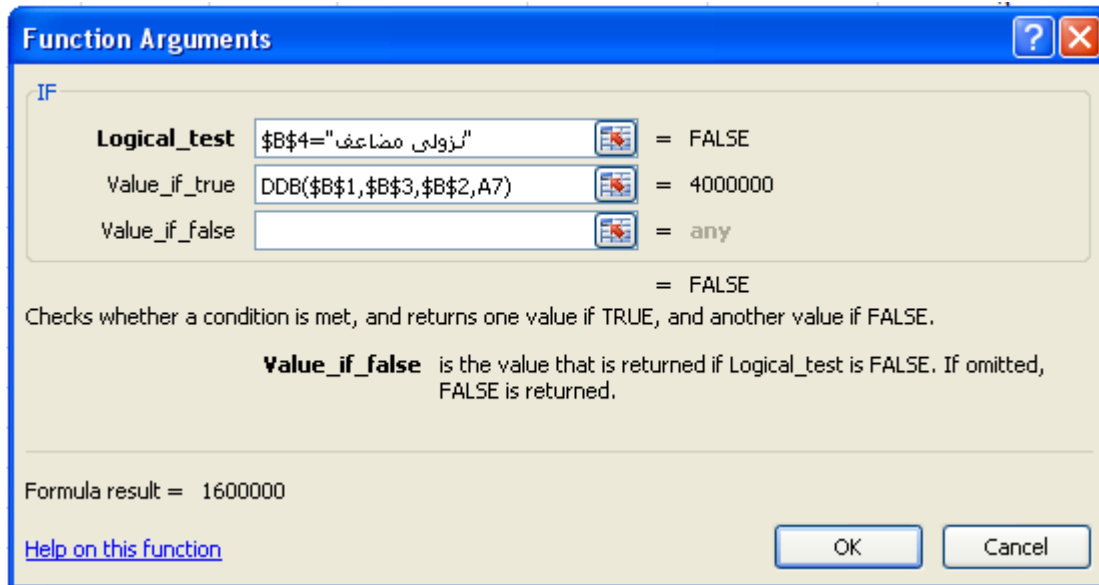 Function Arguments
IF
Logical_test $B$4="نزولی مضاعف" = FALSE
Value_if_true DDB($B$1,$B$3,$B$2,A7) = 4000000
Value_if_false = any
= FALSE
Checks whether a condition is met, and returns one value if TRUE, and another value if FALSE.
Value_if_false is the value that is returned if Logical_test is FALSE. If omitted,
FALSE is returned.
Formula result = 1600000
Help on this function OK Cancel